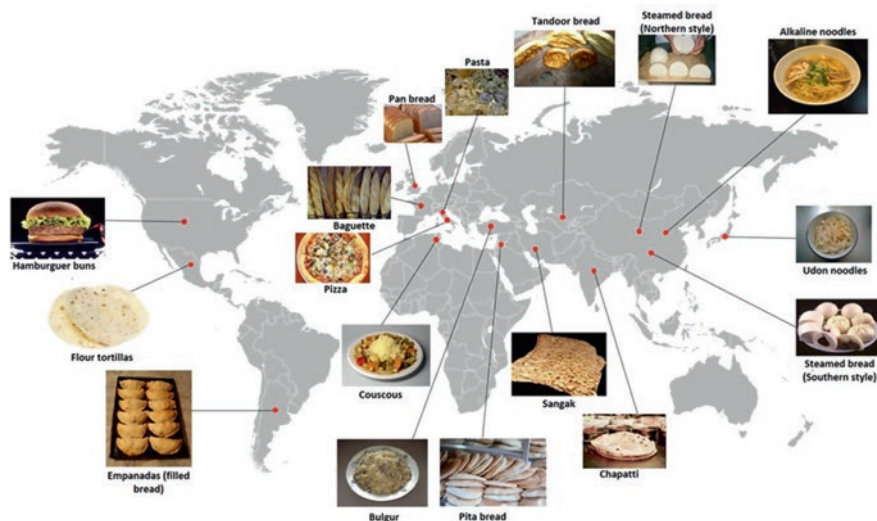 Tandoor bread
Steamed bread
(Northern style)
Alkaline noodles
Pasta
Pan bread
Baguette
Hamburguer buns
Pizza
Udon noodles
Flour tortillas
Couscous
Sangak
Steamed bread
(Southern style)
Empanadas (filled
bread)
Chapatti
Bulgur
Pita bread